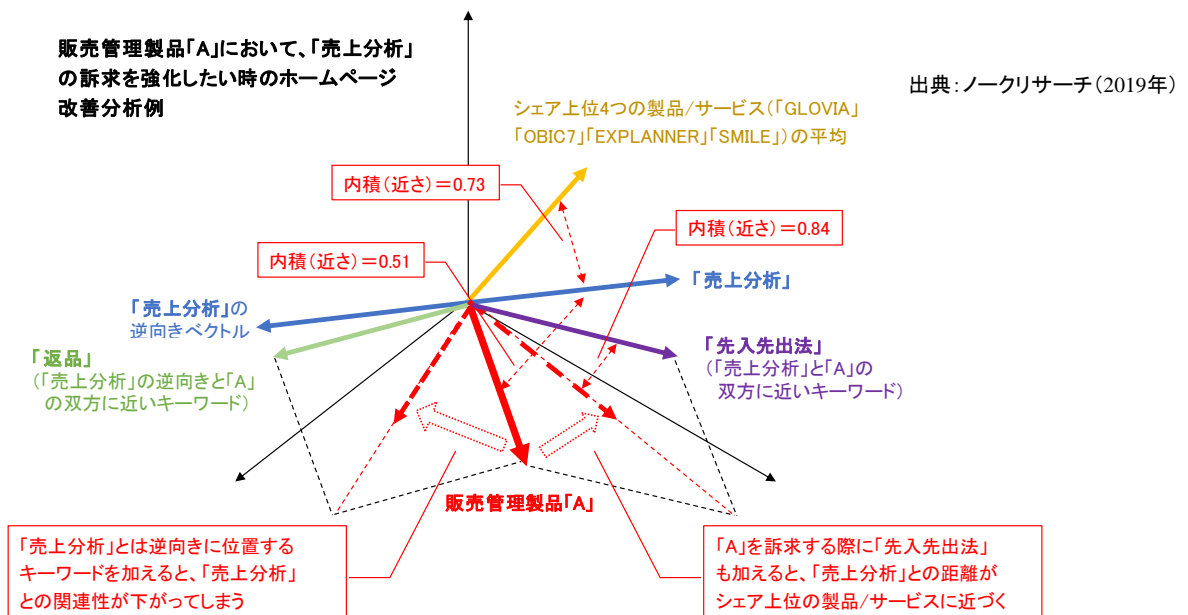 販売管理製品「A」において、「売上分析」
の訴求を強化したい時のホームページ
改善分析例
出典：ノークリサーチ（2019年）
シェア上位4つの製品/サービス（「GLOVIA」
「OBIC7」「EXPLANNER」「SMILE」）の平均
内積（近さ）＝0.73
内積（近さ）＝0.84
内積（近さ）＝0.51
「売上分析」
「売上分析」の
逆向きベクトル
「返品」
（「売上分析」の逆向きと「A」
の双方に近いキーワード）
「先入先出法」
（「売上分析」と「A」の
双方に近いキーワード）
販売管理製品「A」
「売上分析」とは逆向きに位置する
キーワードを加えると、「売上分析」
との関連性が下がってしまう
「A」を訴求する際に「先入先出法」
も加えると、「売上分析」との距離が
シェア上位の製品/サービスに近づく